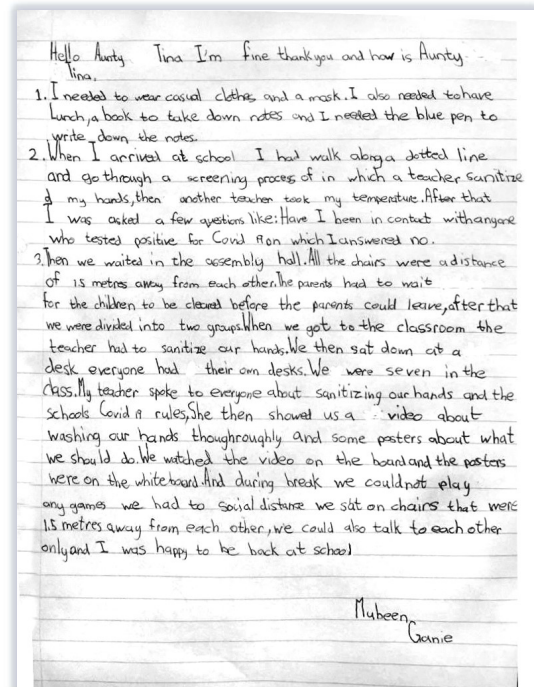 Hello Aunty Tina I'm fine thankyou and how is Aunty
Tina.
1. I needed to wear casual clothes and a mask. I also needed to have
Lunch, a book to take down notes and I needed the blue pen to
write down the notes.
2. When I arrived at school I had walk along a dotted line
and go through a screening process of in which a teacher sanitize
d my hands, then another teacher took my temperature. After that
I was asked a few questions like: Have I been in contact with anyone
who tested positive for Covid 19 on which I answered no.
3. Then we waited in the assembly hall. All the chairs were a distance
of 1.5 metres away from each other. The parents had to wait
for the children to be cleared before the parents could leave, after that
we were divided into two groups. When we got to the classroom the
teacher had to sanitize our hands. We then sat down at a
desk everyone had their own desks. We were seven in the
class. My teacher spoke to everyone about sanitizing our hands and the
schools Covid 19 rules, She then showed us a video about
washing our hands thoughroughly and some posters about what
we should do. We watched the video on the board and the posters
here on the whiteboard. And during break we could not play
any games we had to social distanse we sat on chairs that were
1.5 metres away from each other, we could also talk to each other
only and I was happy to be back at school
Mubeen
Ganie